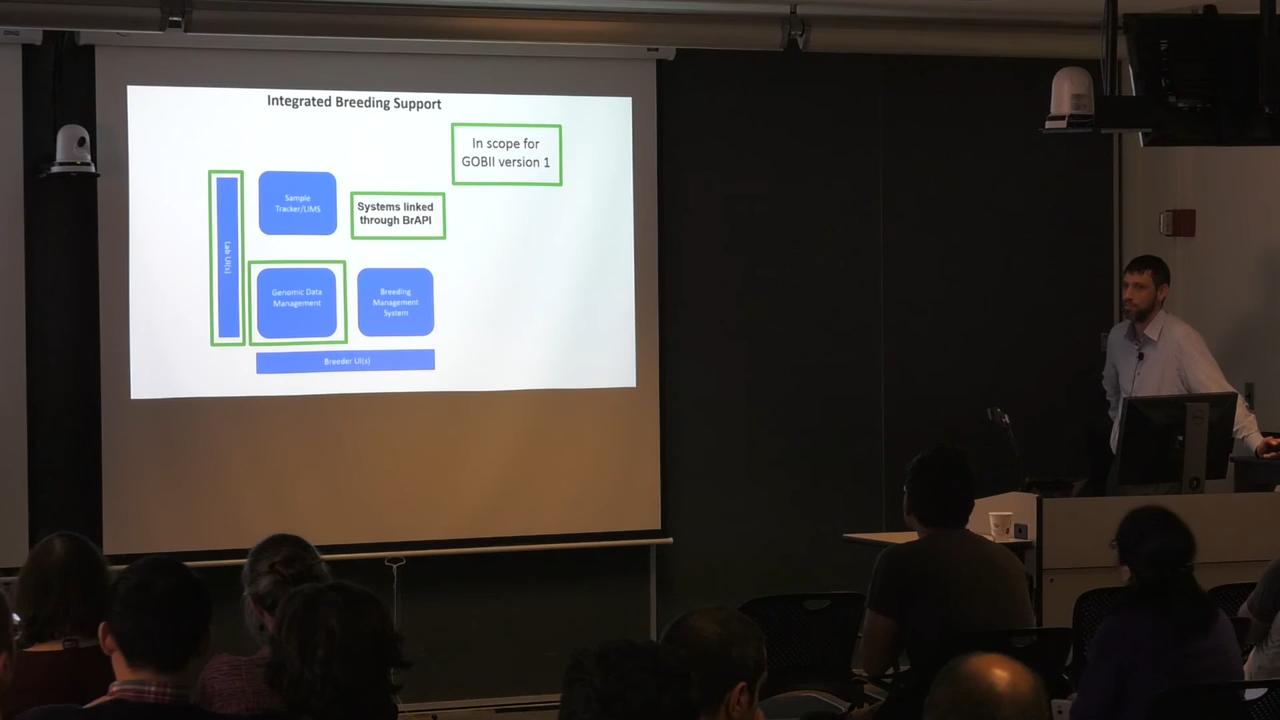 Integrated Breeding Support
In scope for
GOBII version 1
Sample
Tracker/LIMS
Systems linked
through BrAPI
Lab UI(s)
Genomic Data
Management
Breeding
Management
System
Breeder UI(s)